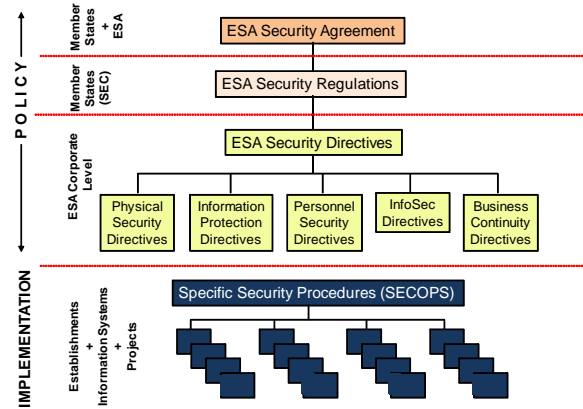 POLICY
Member
States
+
ESA
ESA Security Agreement
Member
States
(SEC)
ESA Security Regulations
ESA Corporate
Level
ESA Security Directives
Physical
Security
Directives
Information
Protection
Directives
Personnel
Security
Directives
InfoSec
Directives
Business
Continuity
Directives
IMPLEMENTATION
Establishments
+
Information Systems
+
Projects
Specific Security Procedures (SECOPS)